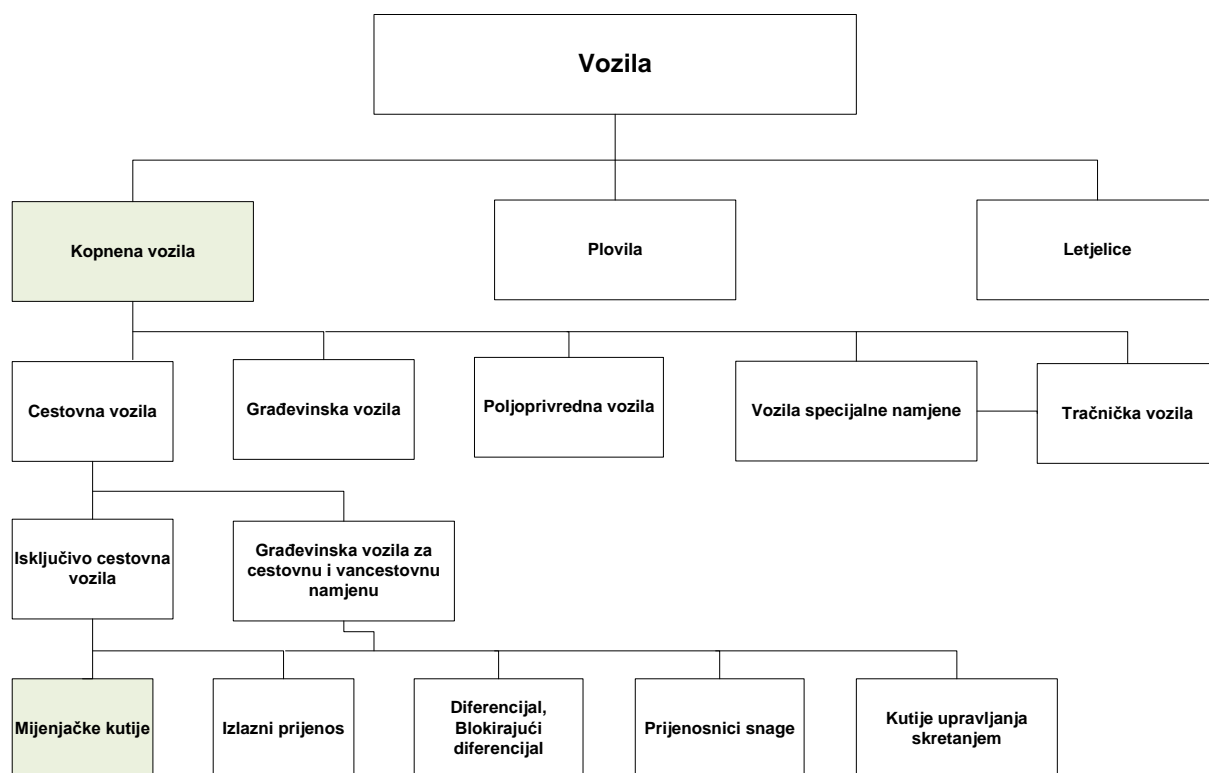 Vozila
Kopnena vozila
Plovila
Letjelice
Cestovna vozila
Građevinska vozila
Poljoprivredna vozila
Vozila specijalne namjene
Tračnička vozila
Isključivo cestovna
vozila
Građevinska vozila za
cestovnu i vancestovnu
namjenu
Mijenjačke kutije
Izlazni prijenos
Diferencijal,
Blokirajući
diferencijal
Prijenosnici snage
Kutije upravljanja
skretanjem